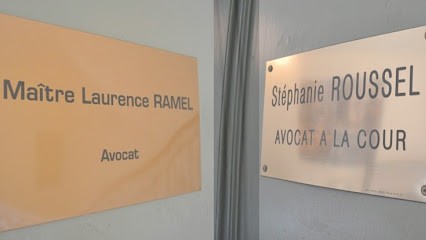 Maître Laurence RAMEL
Avocat
Stéphanie ROUSSEL
AVOCAT A LA COUR